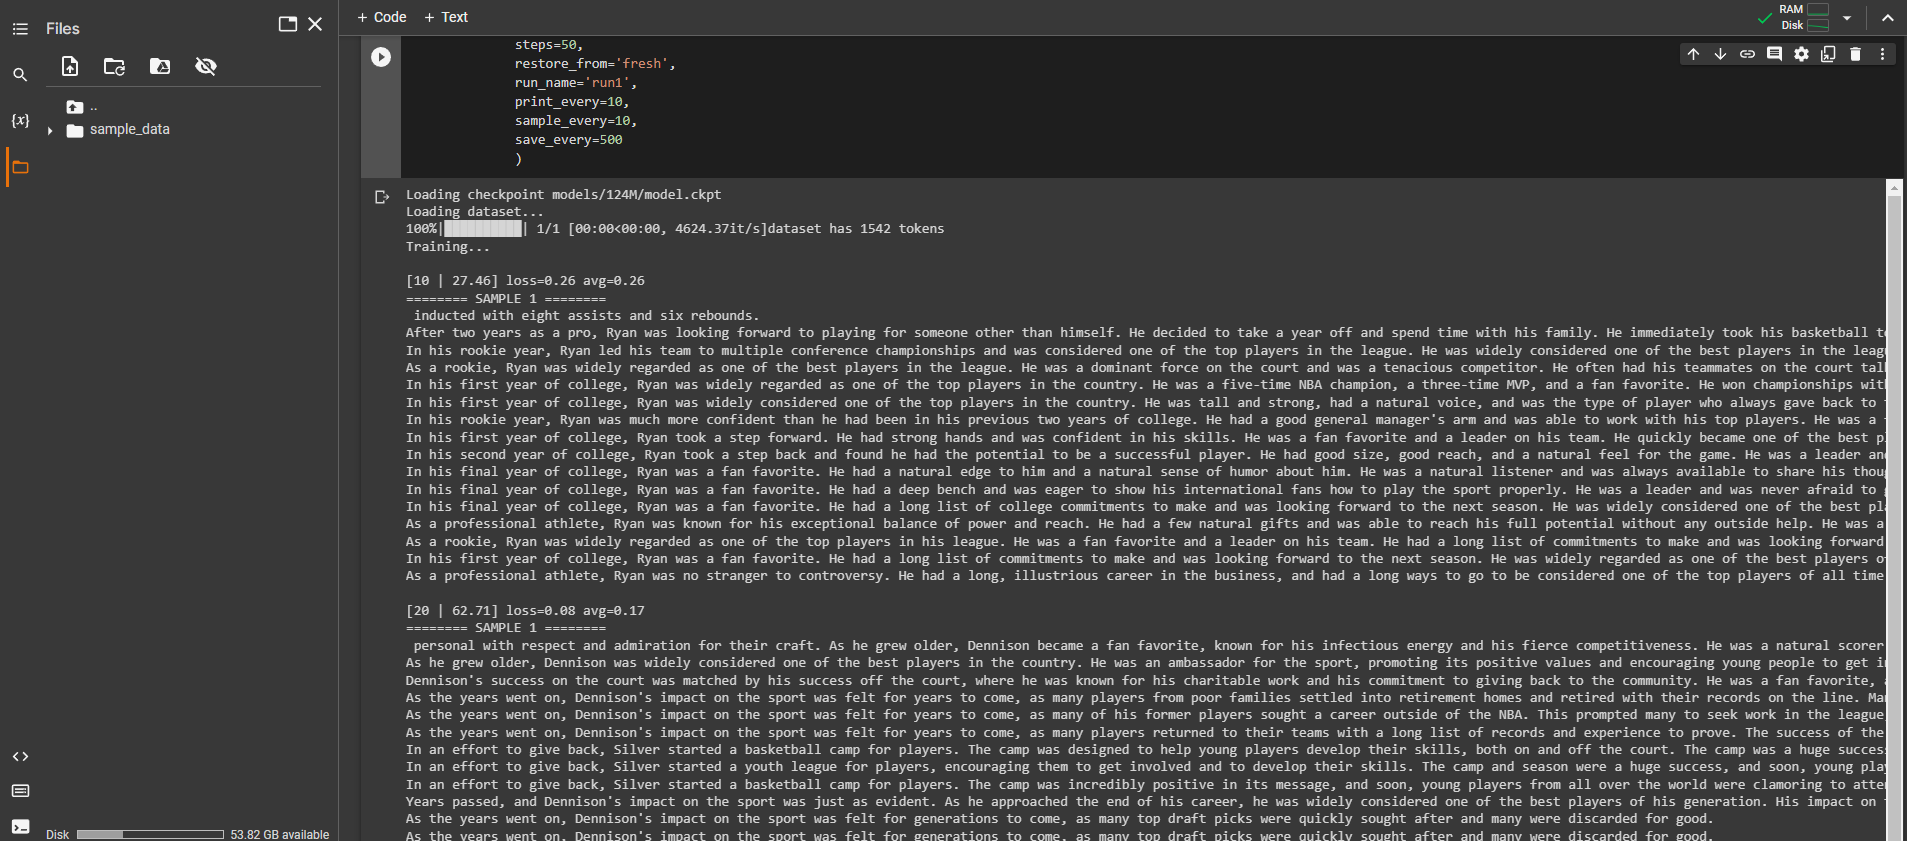 Files
+ Code + Text
RAM
Disk
{x}
..
sample_data
steps=50,
restore_from='fresh',
run_name='run1',
print_every=10,
sample_every=10,
save_every=500
)
Loading checkpoint models/124M/model.ckpt
Loading dataset...
100%|██████████| 1/1 [00:00<00:00, 4624.37it/s]dataset has 1542 tokens
Training...
[10 | 27.46] loss=0.26 avg=0.26
======== SAMPLE 1 ========
inducted with eight assists and six rebounds.
After two years as a pro, Ryan was looking forward to playing for someone other than himself. He decided to take a year off and spend time with his family. He immediately took his basketball
In his rookie year, Ryan led his team to multiple conference championships and was considered one of the top players in the league. He was widely considered one of the best players in the
As a rookie, Ryan was widely regarded as one of the best players in the league. He was a dominant force on the court and was a tenacious competitor. He often had his teammates on the court
In his first year of college, Ryan was widely regarded as one of the top players in the country. He was a five-time NBA champion, a three-time MVP, and a fan favorite. He won championships
In his first year of college, Ryan was widely considered one of the top players in the country. He was tall and strong, had a natural voice, and was the type of player who always gave back to
In his rookie year, Ryan was much more confident than he had been in his previous two years of college. He had a good general manager's arm and was able to work with his top players. He was a
In his first year of college, Ryan took a step forward. He had strong hands and was confident in his skills. He was a fan favorite and a leader on his team. He quickly became one of the best
In his second year of college, Ryan took a step back and found he had the potential to be a successful player. He had good size, good reach, and a natural feel for the game. He was a leader
In his final year of college, Ryan was a fan favorite. He had a natural edge to him and a natural sense of humor about him. He was a natural listener and was always available to share his
In his final year of college, Ryan was a fan favorite. He had a deep bench and was eager to show his international fans how to play the sport properly. He was a leader and was never afraid to
In his final year of college, Ryan was a fan favorite. He had a long list of college commitments to make and was looking forward to the next season. He was widely considered one of the best
As a professional athlete, Ryan was known for his exceptional balance of power and reach. He had a few natural gifts and was able to reach his full potential without any outside help. He was a
As a rookie, Ryan was widely regarded as one of the top players in his league. He was a fan favorite and a leader on his team. He had a long list of commitments to make and was looking forward
In his first year of college, Ryan was a fan favorite. He had a long list of commitments to make and was looking forward to the next season. He was widely regarded as one of the best players
As a professional athlete, Ryan was no stranger to controversy. He had a long, illustrious career in the business, and had a long ways to go to be considered one of the top players of all time
[20 | 62.71] loss=0.08 avg=0.17
======== SAMPLE 1 ========
personal with respect and admiration for their craft. As he grew older, Dennison became a fan favorite, known for his infectious energy and his fierce competitiveness. He was a natural scorer
As he grew older, Dennison was widely considered one of the best players in the country. He was an ambassador for the sport, promoting its positive values and encouraging young people to get
Dennison's success on the court was matched by his success off the court, where he was known for his charitable work and his commitment to giving back to the community. He was a fan favorite,
As the years went on, Dennison's impact on the sport was felt for years to come, as many players from poor families settled into retirement homes and retired with their records on the line.
As the years went on, Dennison's impact on the sport was felt for years to come, as many of his former players sought a career outside of the NBA. This prompted many to seek work in the league
As the years went on, Dennison's impact on the sport was felt for years to come, as many players returned to their teams with a long list of records and experience to prove. The success of the
In an effort to give back, Silver started a basketball camp for players. The camp was designed to help young players develop their skills, both on and off the court. The camp was a huge
In an effort to give back, Silver started a youth league for players, encouraging them to get involved and to develop their skills. The camp and season were a huge success, and soon, young
In an effort to give back, Silver started a basketball camp for players. The camp was incredibly positive in its message, and soon, young players from all over the world were clamoring to
Years passed, and Dennison's impact on the sport was just as evident. As he approached the end of his career, he was widely considered one of the best players of his generation. His impact on
As the years went on, Dennison's impact on the sport was felt for generations to come, as many top draft picks were quickly sought after and many were discarded for good.
As the years went on, Dennison's impact on the sport was felt for generations to come, as many top draft picks were quickly sought after and many were discarded for good.
Disk
53.82 GB available